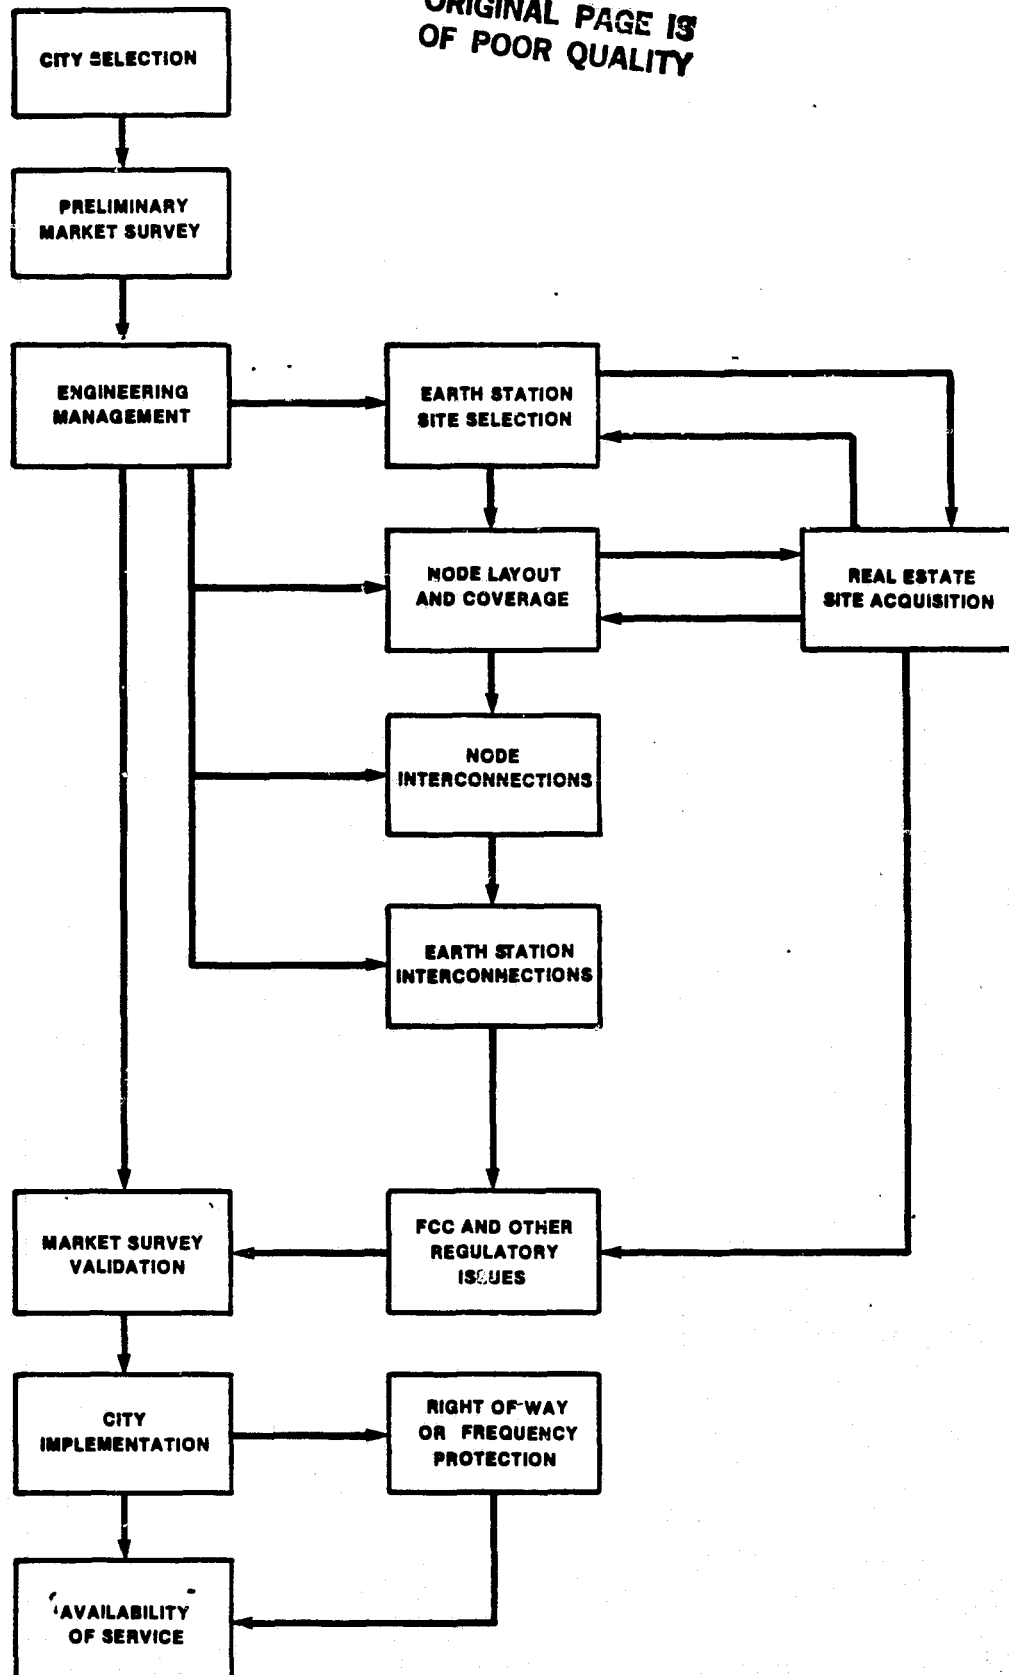 ORIGINAL PAGE IS
OF POOR QUALITY
CITY SELECTION
PRELIMINARY
MARKET SURVEY
ENGINEERING
MANAGEMENT
EARTH STATION
SITE SELECTION
NODE LAYOUT
AND COVERAGE
REAL ESTATE
SITE ACQUISITION
NODE
INTERCONNECTIONS
EARTH STATION
INTERCONNECTIONS
MARKET SURVEY
VALIDATION
FCC AND OTHER
REGULATORY
ISSUES
CITY
IMPLEMENTATION
RIGHT OF WAY
OR FREQUENCY
PROTECTION
AVAILABILITY
OF SERVICE